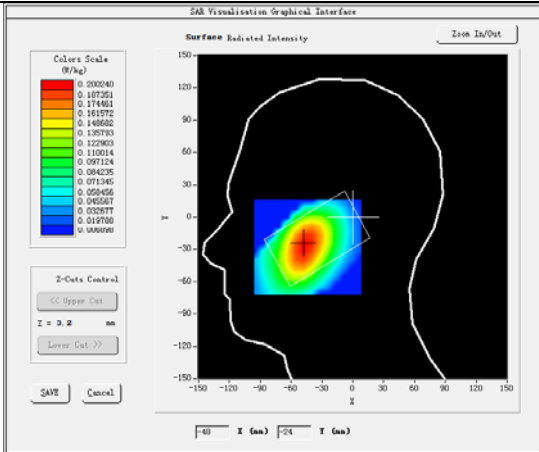 SAR Visualisation Graphical Interface
Surface Radiated Intensity
Zoom In/Out
Colors Scale
(W/kg)
0.200240
0.187351
0.174461
0.161572
0.148682
0.135793
0.122903
0.110014
0.097124
0.084235
0.071345
0.058456
0.045567
0.032677
0.019788
0.006898
Z-Cuts Control
<< Upper Cut
Z = 3.2 mm
Lower Cut >>
SAVE
Cancel
150
120
90
60
30
0
-30
-60
-90
-120
-150
Y
-150 -120 -90 -60 -30 0 30 60 90 120 150
X
-48 X (mm) -24 Y (mm)